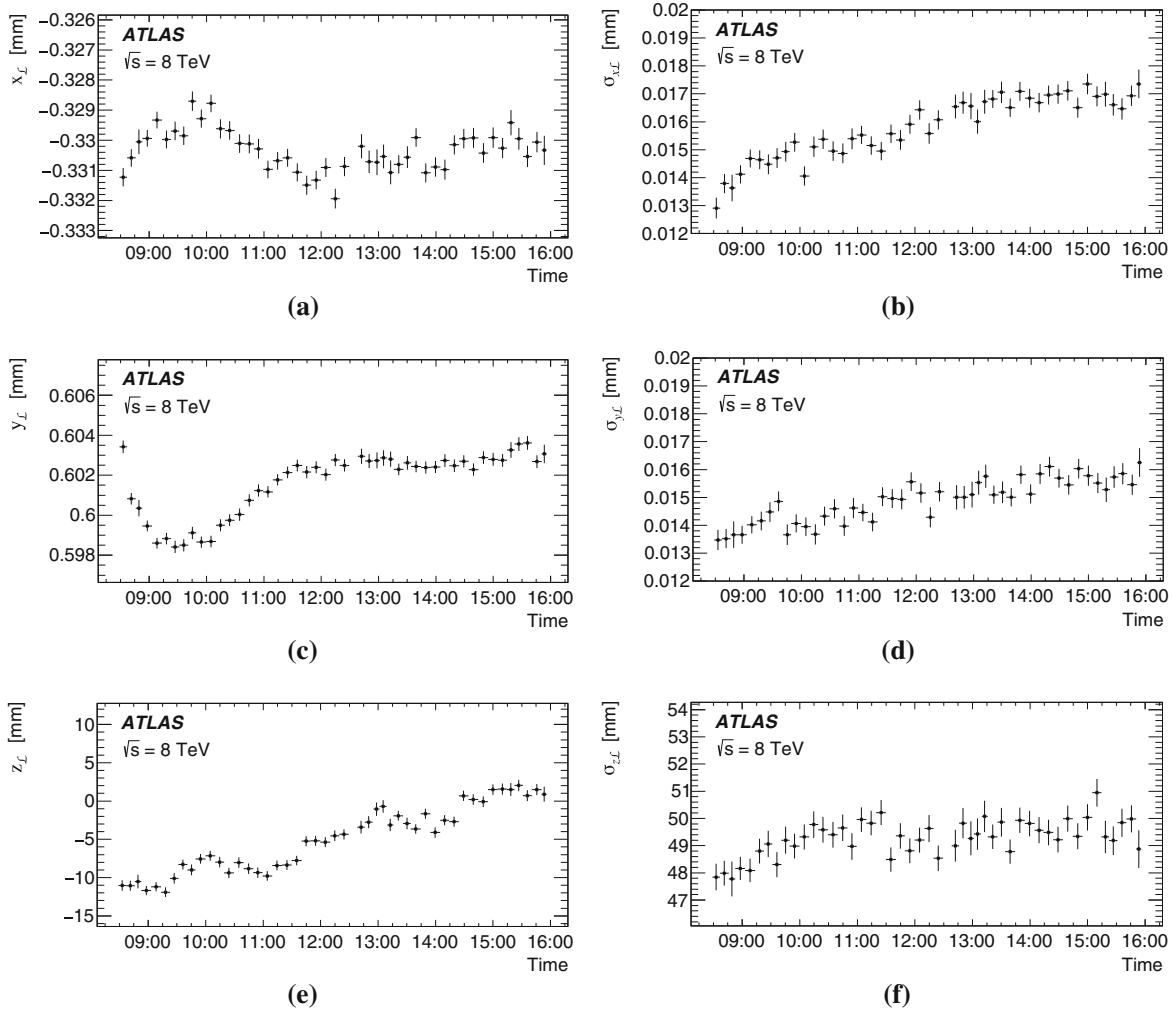 x_ℒ [mm]
−0.326
−0.327
−0.328
−0.329
−0.33
−0.331
−0.332
−0.333
ATLAS
√s = 8 TeV
09:00 10:00 11:00 12:00 13:00 14:00 15:00 16:00
Time
(a)
σ_xℒ [mm]
0.02
0.019
0.018
0.017
0.016
0.015
0.014
0.013
0.012
ATLAS
√s = 8 TeV
09:00 10:00 11:00 12:00 13:00 14:00 15:00 16:00
Time
(b)
y_ℒ [mm]
0.606
0.604
0.602
0.6
0.598
ATLAS
√s = 8 TeV
09:00 10:00 11:00 12:00 13:00 14:00 15:00 16:00
Time
(c)
σ_yℒ [mm]
0.02
0.019
0.018
0.017
0.016
0.015
0.014
0.013
0.012
ATLAS
√s = 8 TeV
09:00 10:00 11:00 12:00 13:00 14:00 15:00 16:00
Time
(d)
z_ℒ [mm]
10
5
0
−5
−10
−15
ATLAS
√s = 8 TeV
09:00 10:00 11:00 12:00 13:00 14:00 15:00 16:00
Time
(e)
σ_zℒ [mm]
54
53
52
51
50
49
48
47
ATLAS
√s = 8 TeV
09:00 10:00 11:00 12:00 13:00 14:00 15:00 16:00
Time
(f)